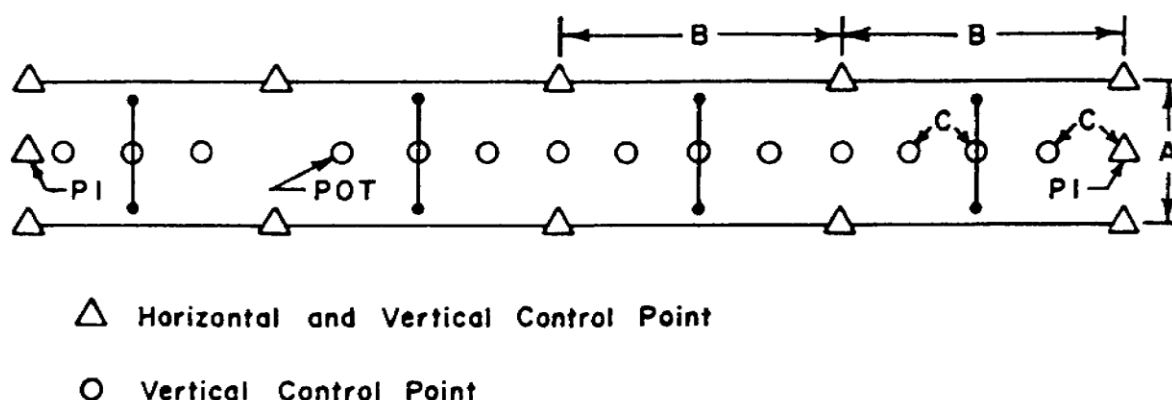 B B
C C
A
PI POT PI
Horizontal and Vertical Control Point
Vertical Control Point